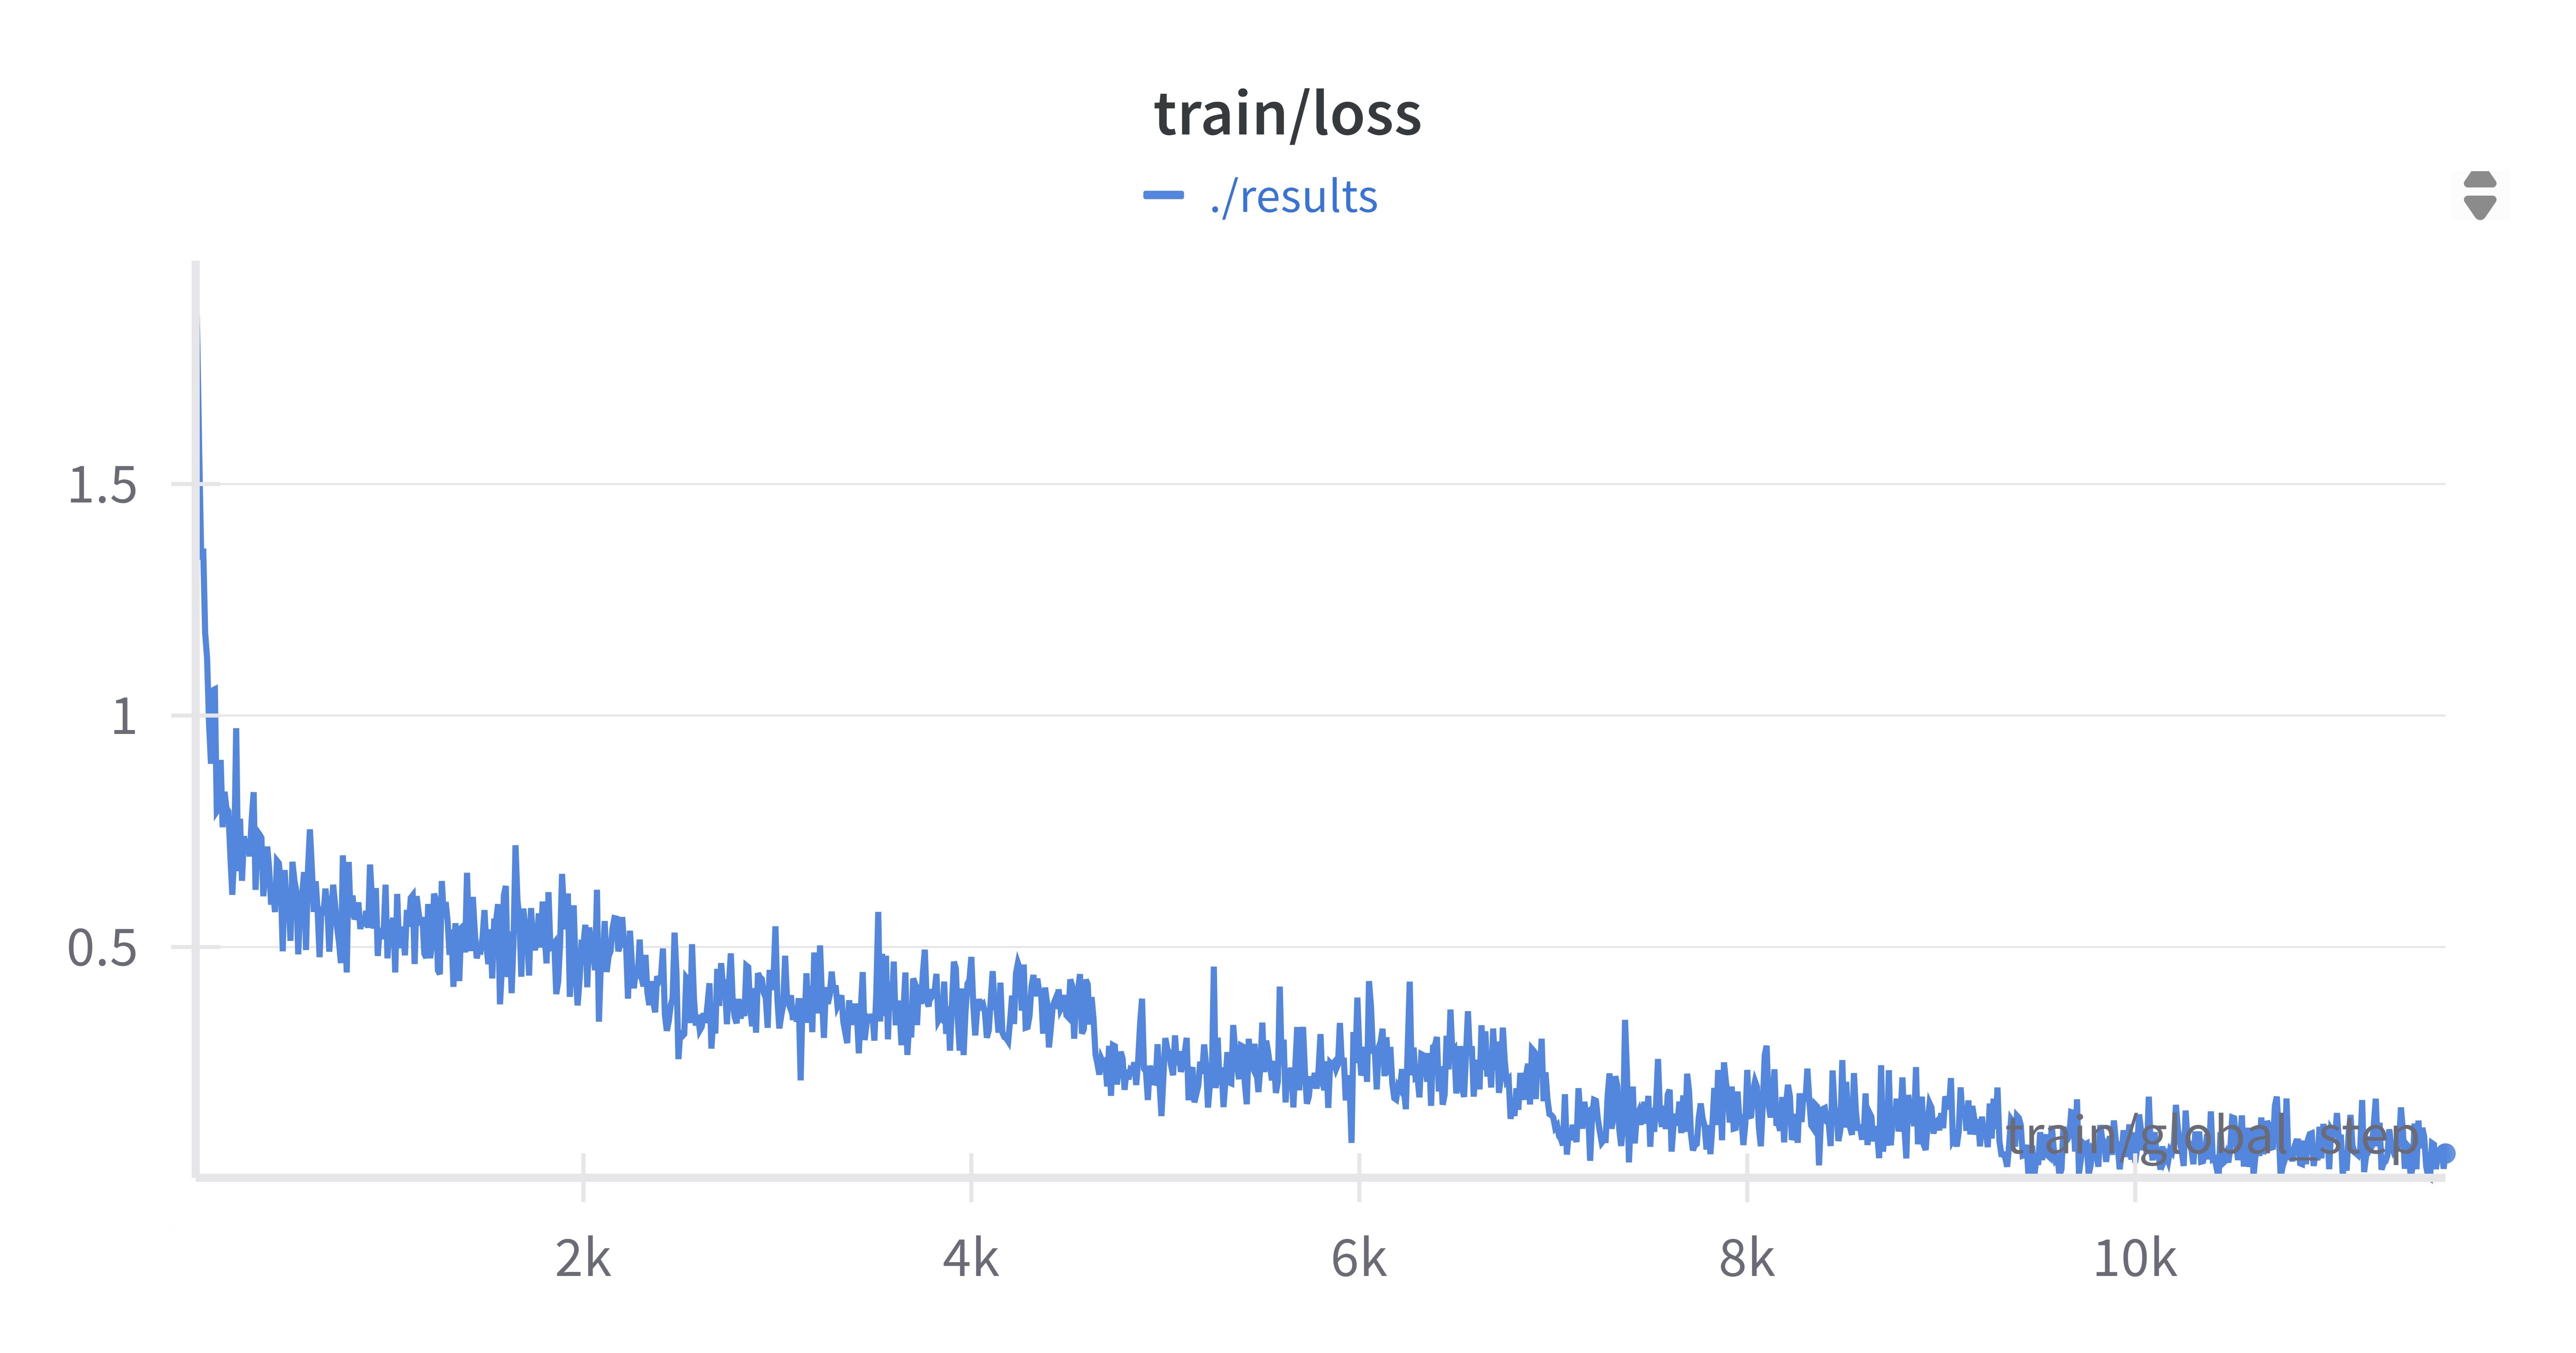 train/loss
./results
1.5
1
0.5
train/global_step
2k
4k
6k
8k
10k